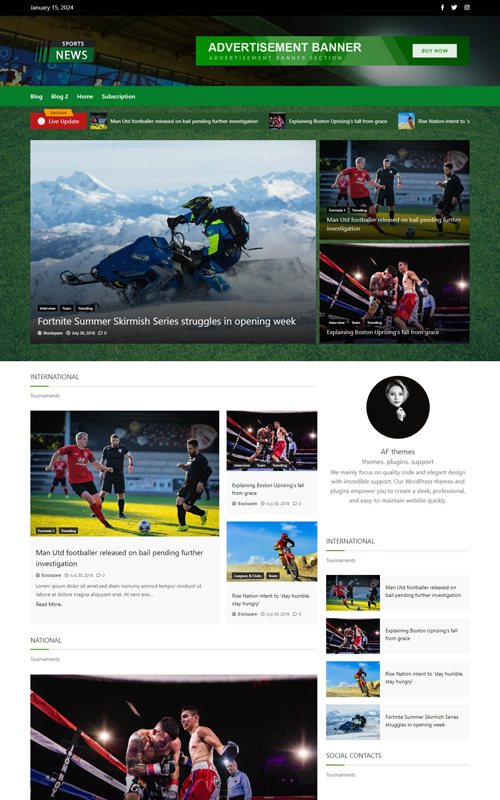 January 15, 2024
SPORTS
NEWS
ADVERTISEMENT BANNER
ADVERTISEMENT BANNER SECTION
BUY NOW
Blog Blog 2 Home Subscription
Exclusive
Live Update
Man Utd footballer released on bail pending further investigation
Explaining Boston Uprising's fall from grace
Rise Nation intent to 's
Interview Team Trending
Fortnite Summer Skirmish Series struggles in opening week
Blockspare July 30, 2018 0
Formula 1 Trending
Man Utd footballer released on bail pending further
investigation
Interview Team Trending
Explaining Boston Uprising's fall from grace
INTERNATIONAL
Tournaments
Formula 1 Trending
Man Utd footballer released on bail pending further
investigation
Blockspare July 30, 2018 0
Lorem ipsum dolor sit amet,sed diam nonumy eirmod tempor invidunt ut
labore et dolore magna aliquyam erat. At vero eos...
Read More..
Interview Team Trending
Explaining Boston Uprising's fall
from grace
Blockspare July 30, 2018 0
Leagues & Clubs Team
Rise Nation intent to 'stay humble,
stay hungry'
Blockspare July 30, 2018 0
NATIONAL
Tournaments
AF themes
themes. plugins. support
We mainly focus on quality code and elegant design
with incredible support. Our WordPress themes and
plugins empower you to create a sleek, professional,
and easy-to-maintain website quickly.
INTERNATIONAL
Tournaments
Man Utd footballer released on
bail pending further investigation
Explaining Boston Uprising's fall
from grace
Rise Nation intent to 'stay humble,
stay hungry'
Fortnite Summer Skirmish Series
struggles in opening week
SOCIAL CONTACTS
Tournaments